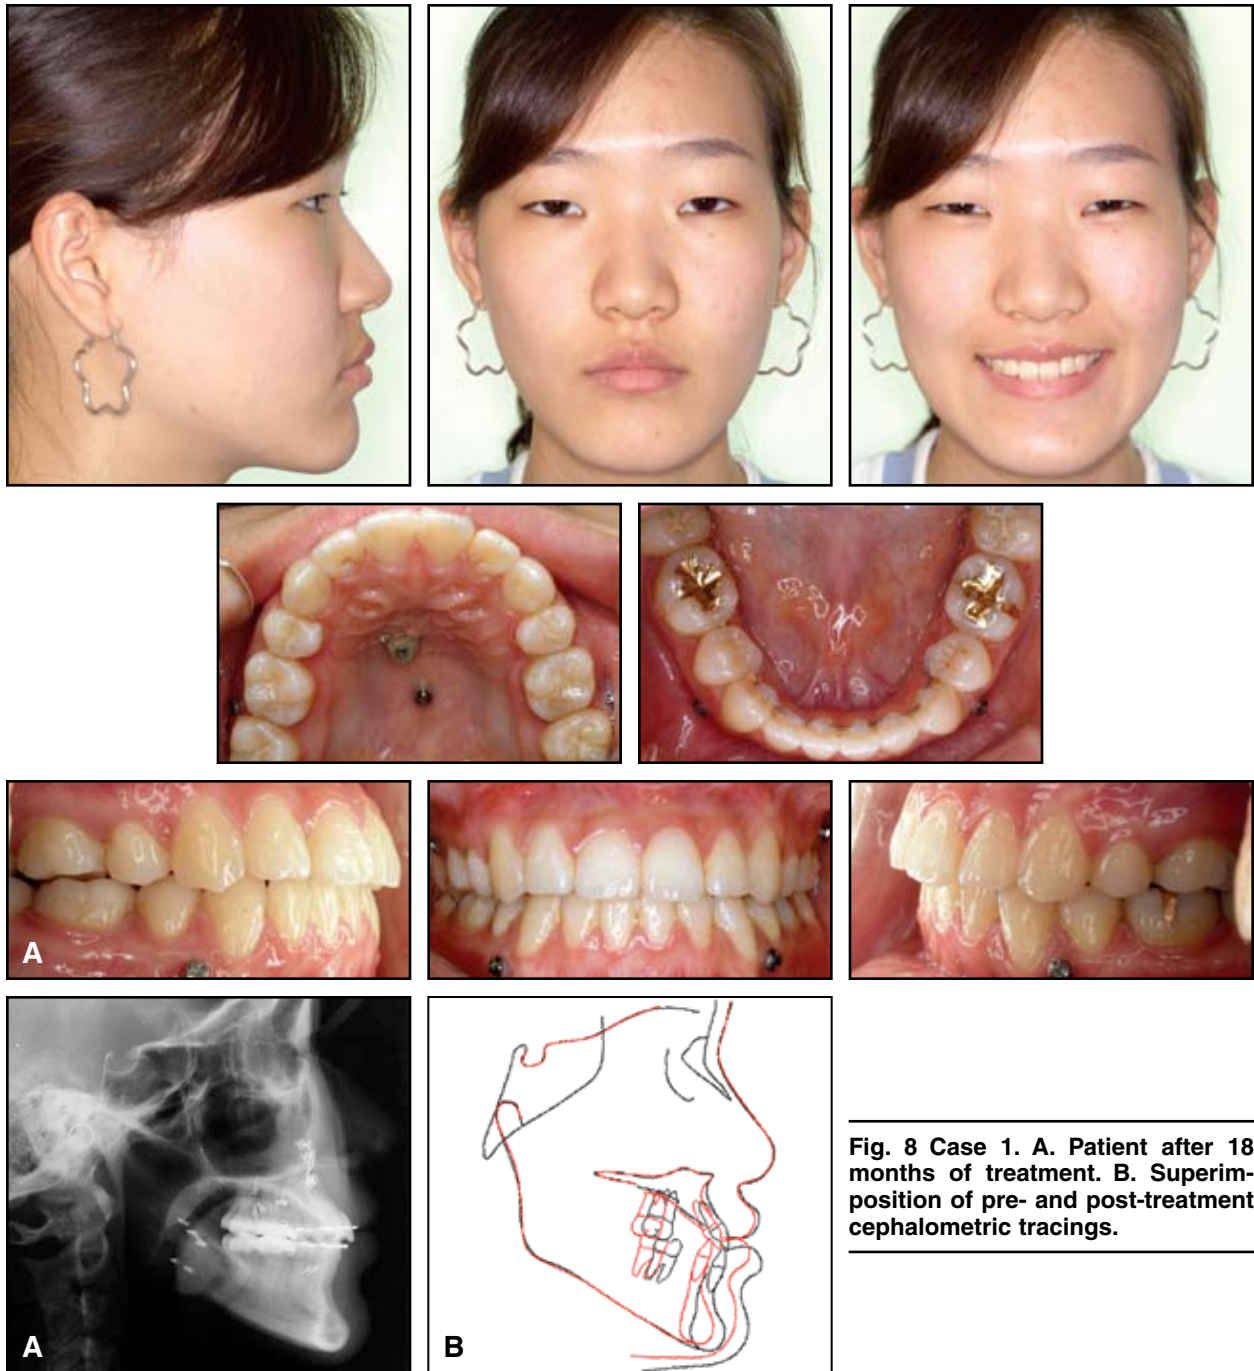 A
A
B
Fig. 8 Case 1. A. Patient after 18
months of treatment. B. Superim-
position of pre- and post-treatment
cephalometric tracings.